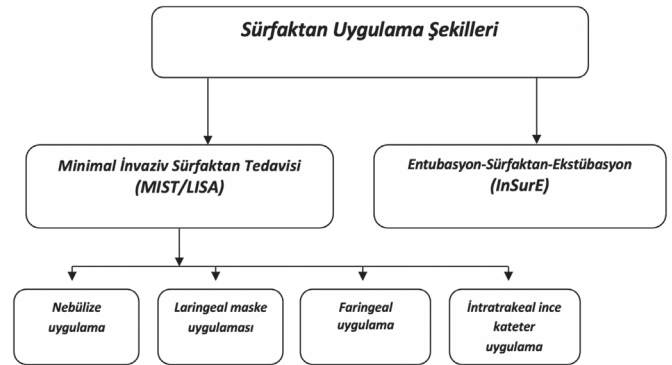 Sürfaktan Uygulama Şekilleri
Minimal İnvaziv Sürfaktan Tedavisi
(MIST/LISA)
Entubasyon-Sürfaktan-Ekstübasyon
(InSurE)
Nebülize
uygulama
Laringeal maske
uygulaması
Faringeal
uygulama
İntratrakeal ince
kateter
uygulama